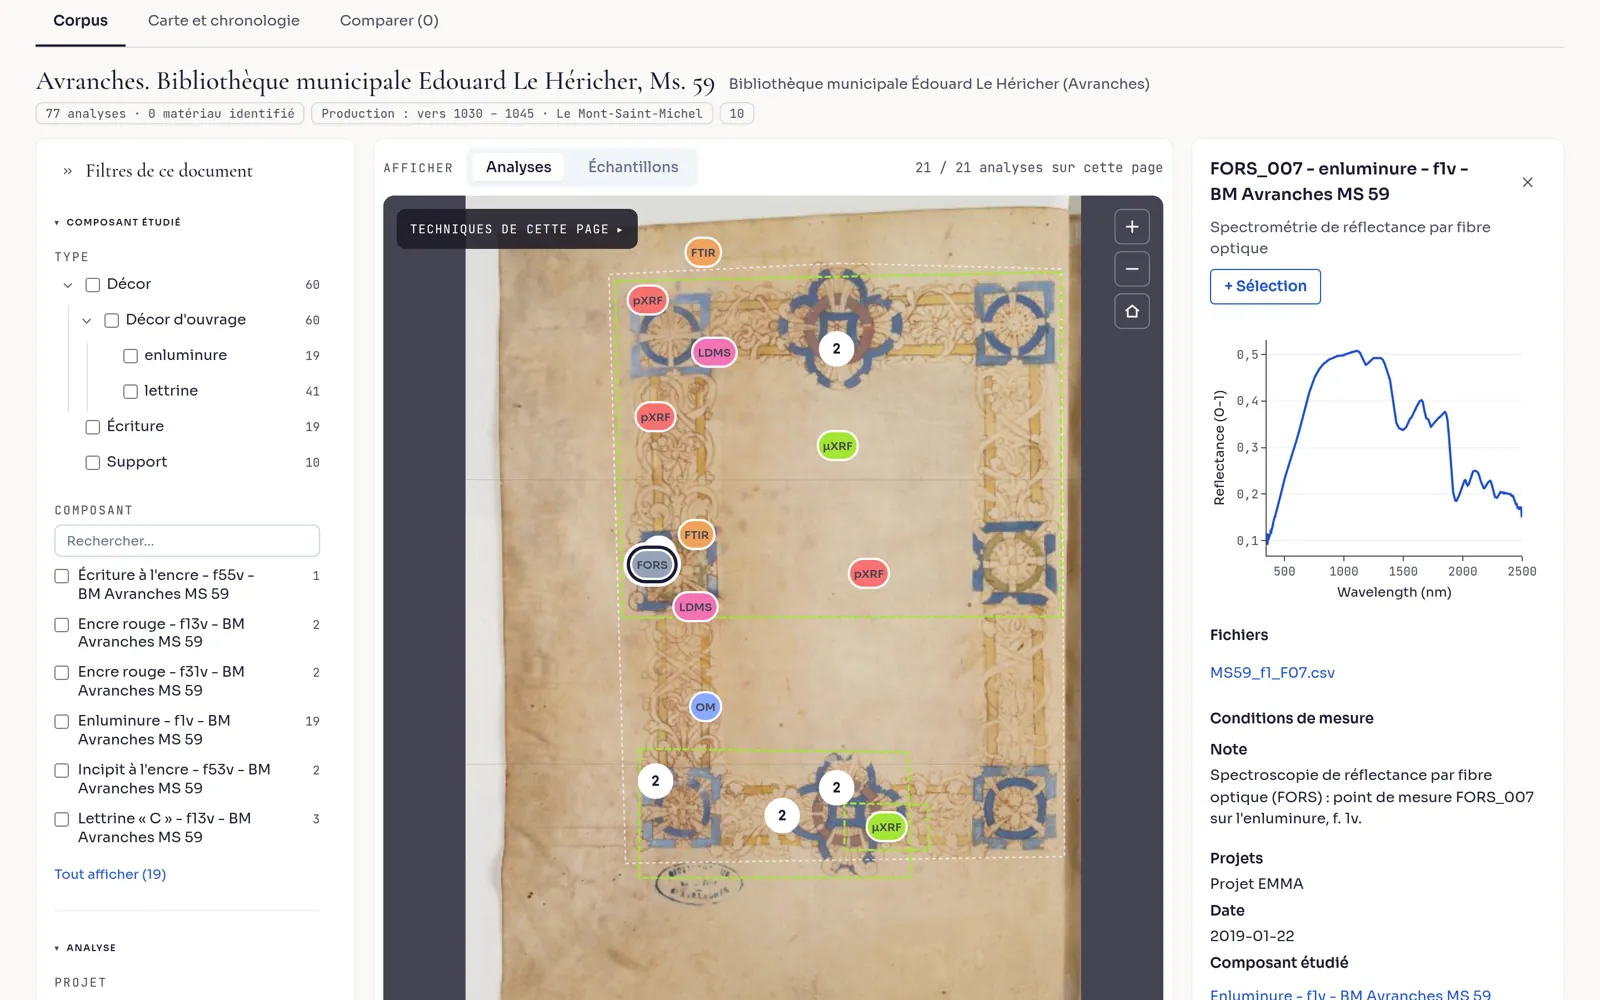 Corpus
Carte et chronologie
Comparer (0)
Avranches. Bibliothèque municipale Edouard Le Héricher, Ms. 59
Bibliothèque municipale Édouard Le Héricher (Avranches)
77 analyses · 0 matériau identifié
Production : vers 1030 – 1045 · Le Mont-Saint-Michel
10
» Filtres de ce document
▾ COMPOSANT ÉTUDIÉ
TYPE
Décor 60
Décor d'ouvrage 60
enluminure 19
lettrine 41
Écriture 19
Support 10
COMPOSANT
Rechercher...
Écriture à l'encre - f55v - 1
BM Avranches MS 59
Encre rouge - f13v - BM 2
Avranches MS 59
Encre rouge - f31v - BM 2
Avranches MS 59
Enluminure - f1v - BM 19
Avranches MS 59
Incipit à l'encre - f53v - BM 2
Avranches MS 59
Lettrine « C » - f13v - BM 3
Avranches MS 59
Tout afficher (19)
▾ ANALYSE
PROJET
AFFICHER
Analyses
Échantillons
21 / 21 analyses sur cette page
TECHNIQUES DE CETTE PAGE ▸
+
−
FTIR
pXRF
LDMS
2
pXRF
µXRF
FTIR
FORS
pXRF
LDMS
OM
2
2
2
µXRF
FORS_007 - enluminure - f1v -
BM Avranches MS 59
×
Spectrométrie de réflectance par fibre
optique
+ Sélection
Reflectance (0-1)
0,5
0,4
0,3
0,2
0,1
500 1000 1500 2000 2500
Wavelength (nm)
Fichiers
MS59_f1_F07.csv
Conditions de mesure
Note
Spectroscopie de réflectance par fibre
optique (FORS) : point de mesure FORS_007
sur l'enluminure, f. 1v.
Projets
Projet EMMA
Date
2019-01-22
Composant étudié
Enluminure - f1v - BM Avranches MS 59